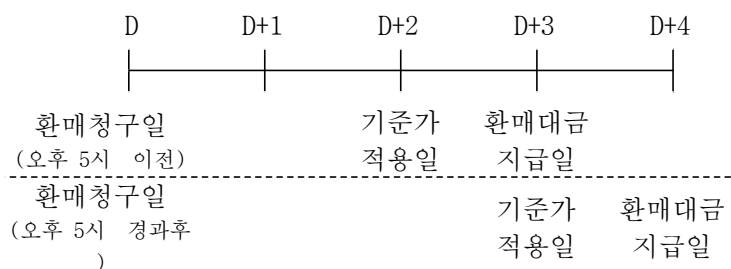 D D+1 D+2 D+3 D+4
환매청구일 기준가 환매대금
(오후 5시 이전) 적용일 지급일
환매청구일 기준가 환매대금
(오후 5시 경과후 적용일 지급일
)